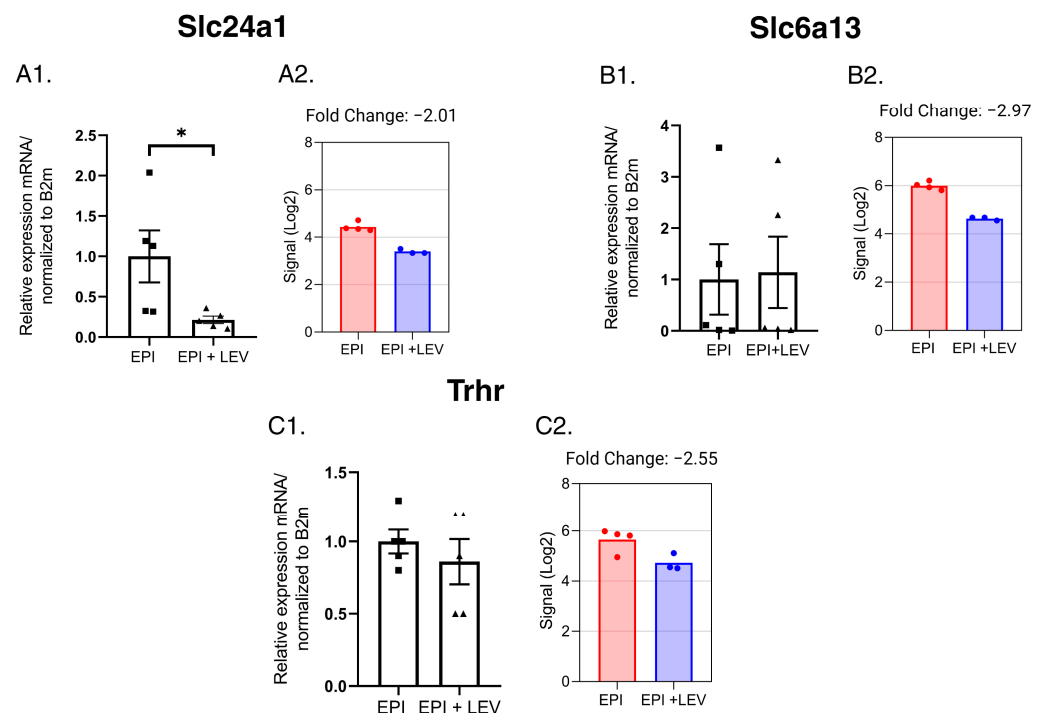 Slc24a1
Slc6a13
A1.
A2.
B1.
B2.
Relative expression mRNA/
normalized to B2m
2.5
2.0
1.5
1.0
0.5
0.0
*
EPI
EPI + LEV
Fold Change: −2.01
Signal (Log2)
8
6
4
2
0
EPI
EPI +LEV
Relative expression mRNA/
normalized to B2m
4
3
2
1
0
EPI
EPI+LEV
Fold Change: −2.97
Signal (Log2)
8
6
4
2
0
EPI
EPI +LEV
Trhr
C1.
C2.
Relative expression mRNA/
normalized to B2m
1.5
1.0
0.5
0.0
EPI
EPI + LEV
Fold Change: −2.55
Signal (Log2)
8
6
4
2
0
EPI
EPI +LEV